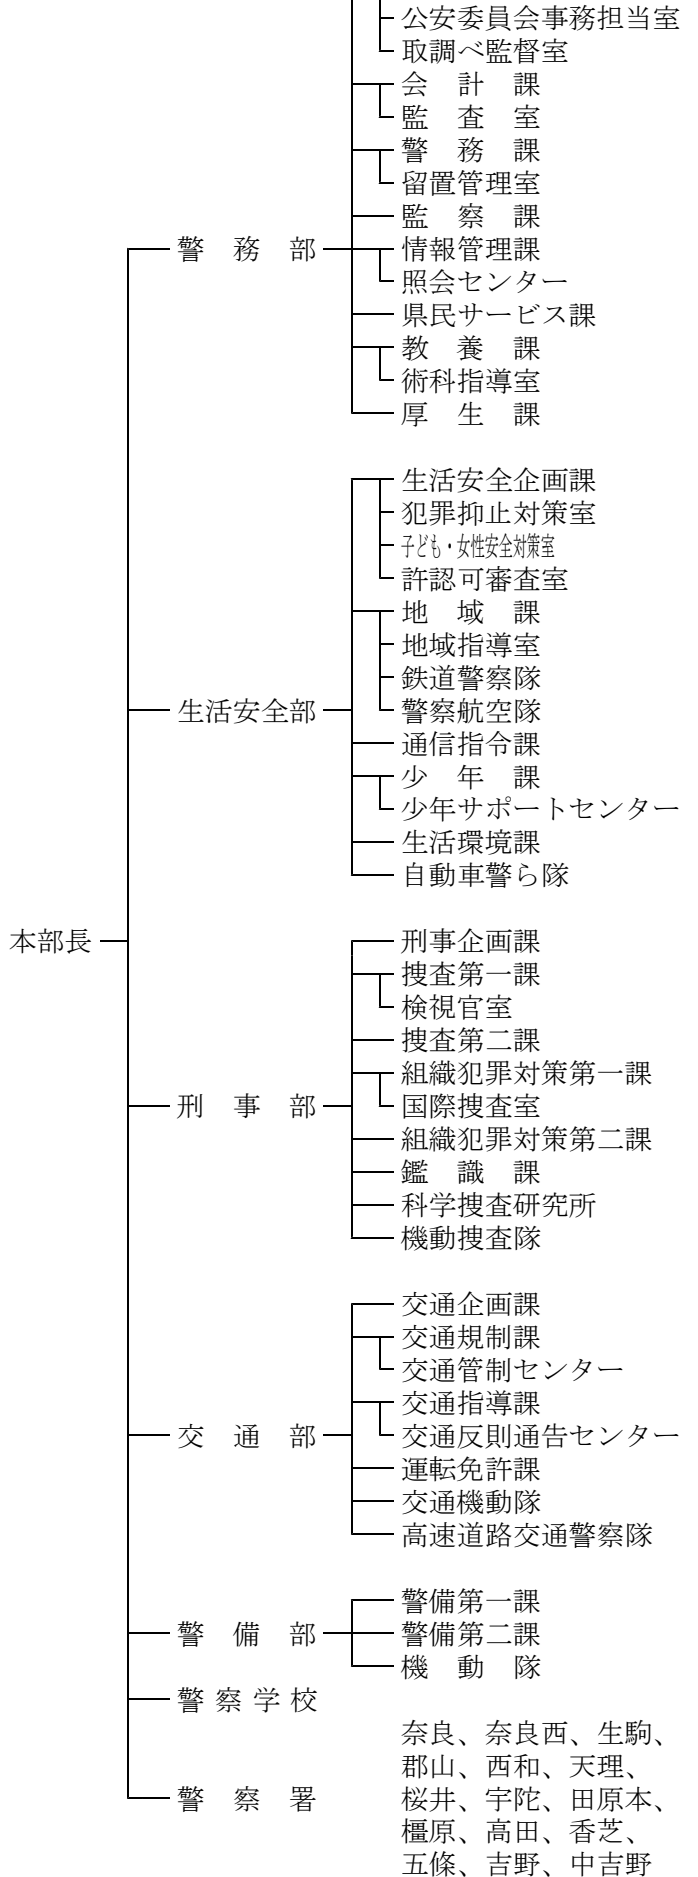 公安委員会事務担当室
取調べ監督室
会　計　課
監　査　室
警　務　課
留置管理室
監　察　課
警　務　部
情報管理課
照会センター
県民サービス課
教　養　課
術科指導室
厚　生　課
生活安全企画課
犯罪抑止対策室
子ども・女性安全対策室
許認可審査室
地　域　課
地域指導室
鉄道警察隊
生活安全部
警察航空隊
通信指令課
少　年　課
少年サポートセンター
生活環境課
自動車警ら隊
本部長
刑事企画課
捜査第一課
検視官室
捜査第二課
組織犯罪対策第一課
刑　事　部
国際捜査室
組織犯罪対策第二課
鑑　識　課
科学捜査研究所
機動捜査隊
交通企画課
交通規制課
交通管制センター
交通指導課
交　通　部
交通反則通告センター
運転免許課
交通機動隊
高速道路交通警察隊
警備第一課
警　備　部
警備第二課
機　動　隊
警察学校
警　察　署
奈良、奈良西、生駒、
郡山、西和、天理、
桜井、宇陀、田原本、
橿原、高田、香芝、
五條、吉野、中吉野